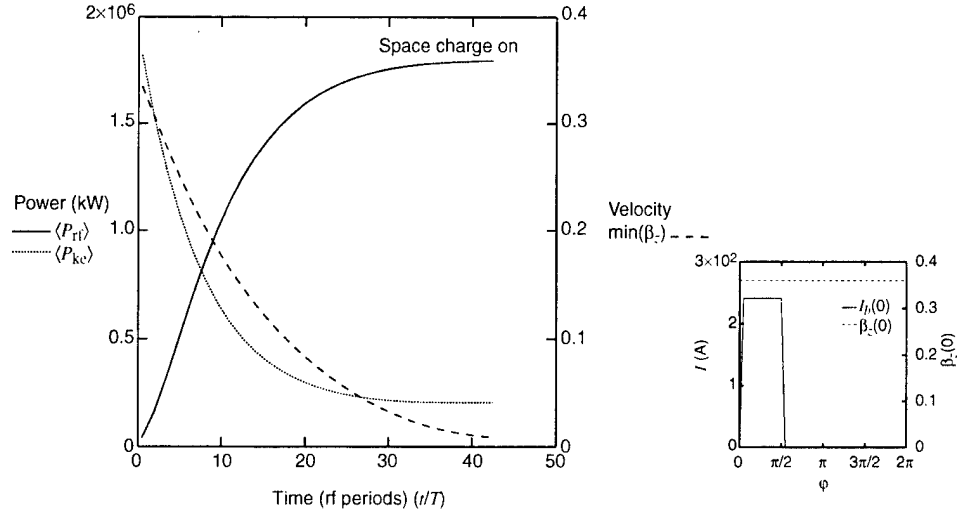 2×10⁶
1.5
1.0
0.5
0
Power (kW)
⟨P_rf⟩
⟨P_ke⟩
Space charge on
0.4
0.3
0.2
0.1
0
Velocity
min(β_z)
0
10
20
30
40
50
Time (rf periods) (t/T)
3×10²
2
1
0
I (A)
I_b(0)
β_z(0)
0.4
0.3
0.2
0.1
0
β_z(0)
0
π/2
π
3π/2
2π
φ